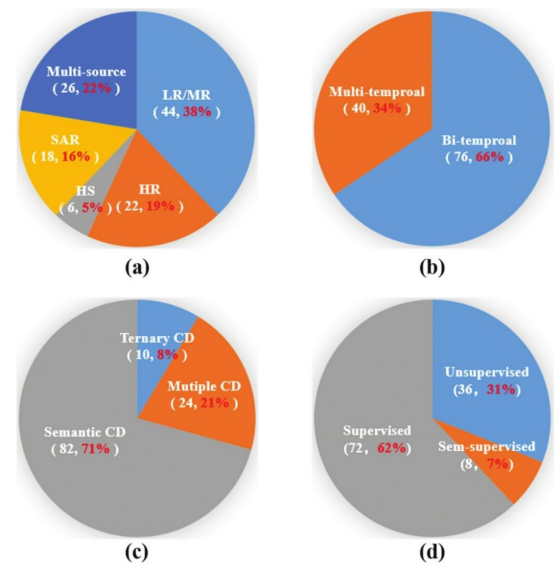 Multi-source
( 26, 22% )
LR/MR
( 44, 38% )
SAR
( 18, 16% )
HS
( 6, 5% )
HR
( 22, 19% )
(a)
Multi-temproal
( 40, 34% )
Bi-temproal
( 76, 66% )
(b)
Ternary CD
( 10, 8% )
Mutiple CD
( 24, 21% )
Semantic CD
( 82, 71% )
(c)
Unsupervised
(36, 31%)
Supervised
(72, 62%)
Sem-supervised
(8, 7%)
(d)